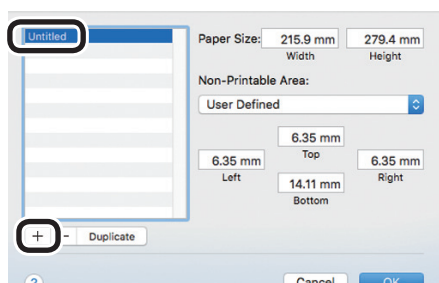 Untitled
Paper Size: 215.9 mm 279.4 mm
Width Height
Non-Printable Area:
User Defined
6.35 mm
Top
6.35 mm 6.35 mm
Left Right
14.11 mm
Bottom
+ - Duplicate
? Cancel OK